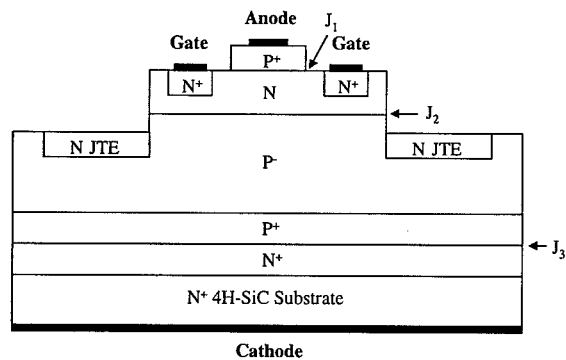 Anode
J₁
Gate
Gate
P⁺
N⁺
N
N⁺
J₂
N JTE
P⁻
N JTE
P⁺
J₃
N⁺
N⁺ 4H-SiC Substrate
Cathode